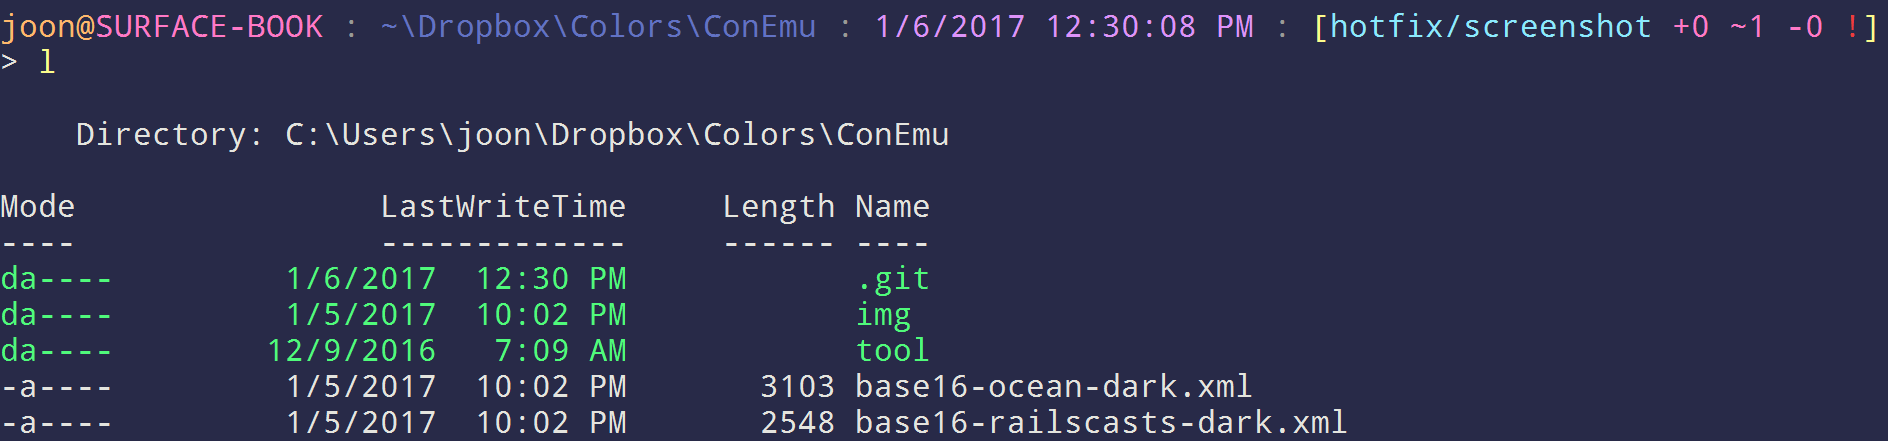 joon@SURFACE-BOOK : ~\Dropbox\Colors\ConEmu : 1/6/2017 12:30:08 PM : [hotfix/screenshot +0 ~1 -0 !]
> l
Directory: C:\Users\joon\Dropbox\Colors\ConEmu
Mode LastWriteTime Length Name
---- ------------- ------ ----
da---- 1/6/2017 12:30 PM .git
da---- 1/5/2017 10:02 PM img
da---- 12/9/2016 7:09 AM tool
-a---- 1/5/2017 10:02 PM 3103 base16-ocean-dark.xml
-a---- 1/5/2017 10:02 PM 2548 base16-railscasts-dark.xml